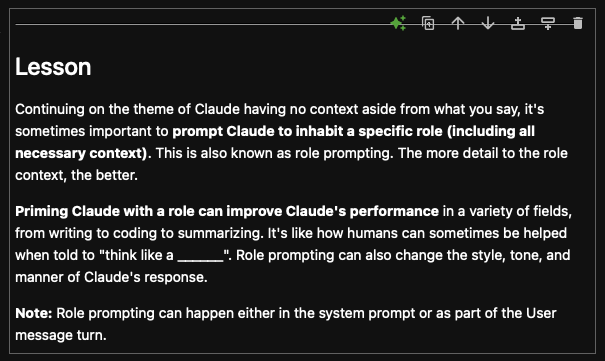 Lesson
Continuing on the theme of Claude having no context aside from what you say, it's
sometimes important to prompt Claude to inhabit a specific role (including all
necessary context). This is also known as role prompting. The more detail to the role
context, the better.
Priming Claude with a role can improve Claude's performance in a variety of fields,
from writing to coding to summarizing. It's like how humans can sometimes be helped
when told to "think like a ______". Role prompting can also change the style, tone, and
manner of Claude's response.
Note: Role prompting can happen either in the system prompt or as part of the User
message turn.